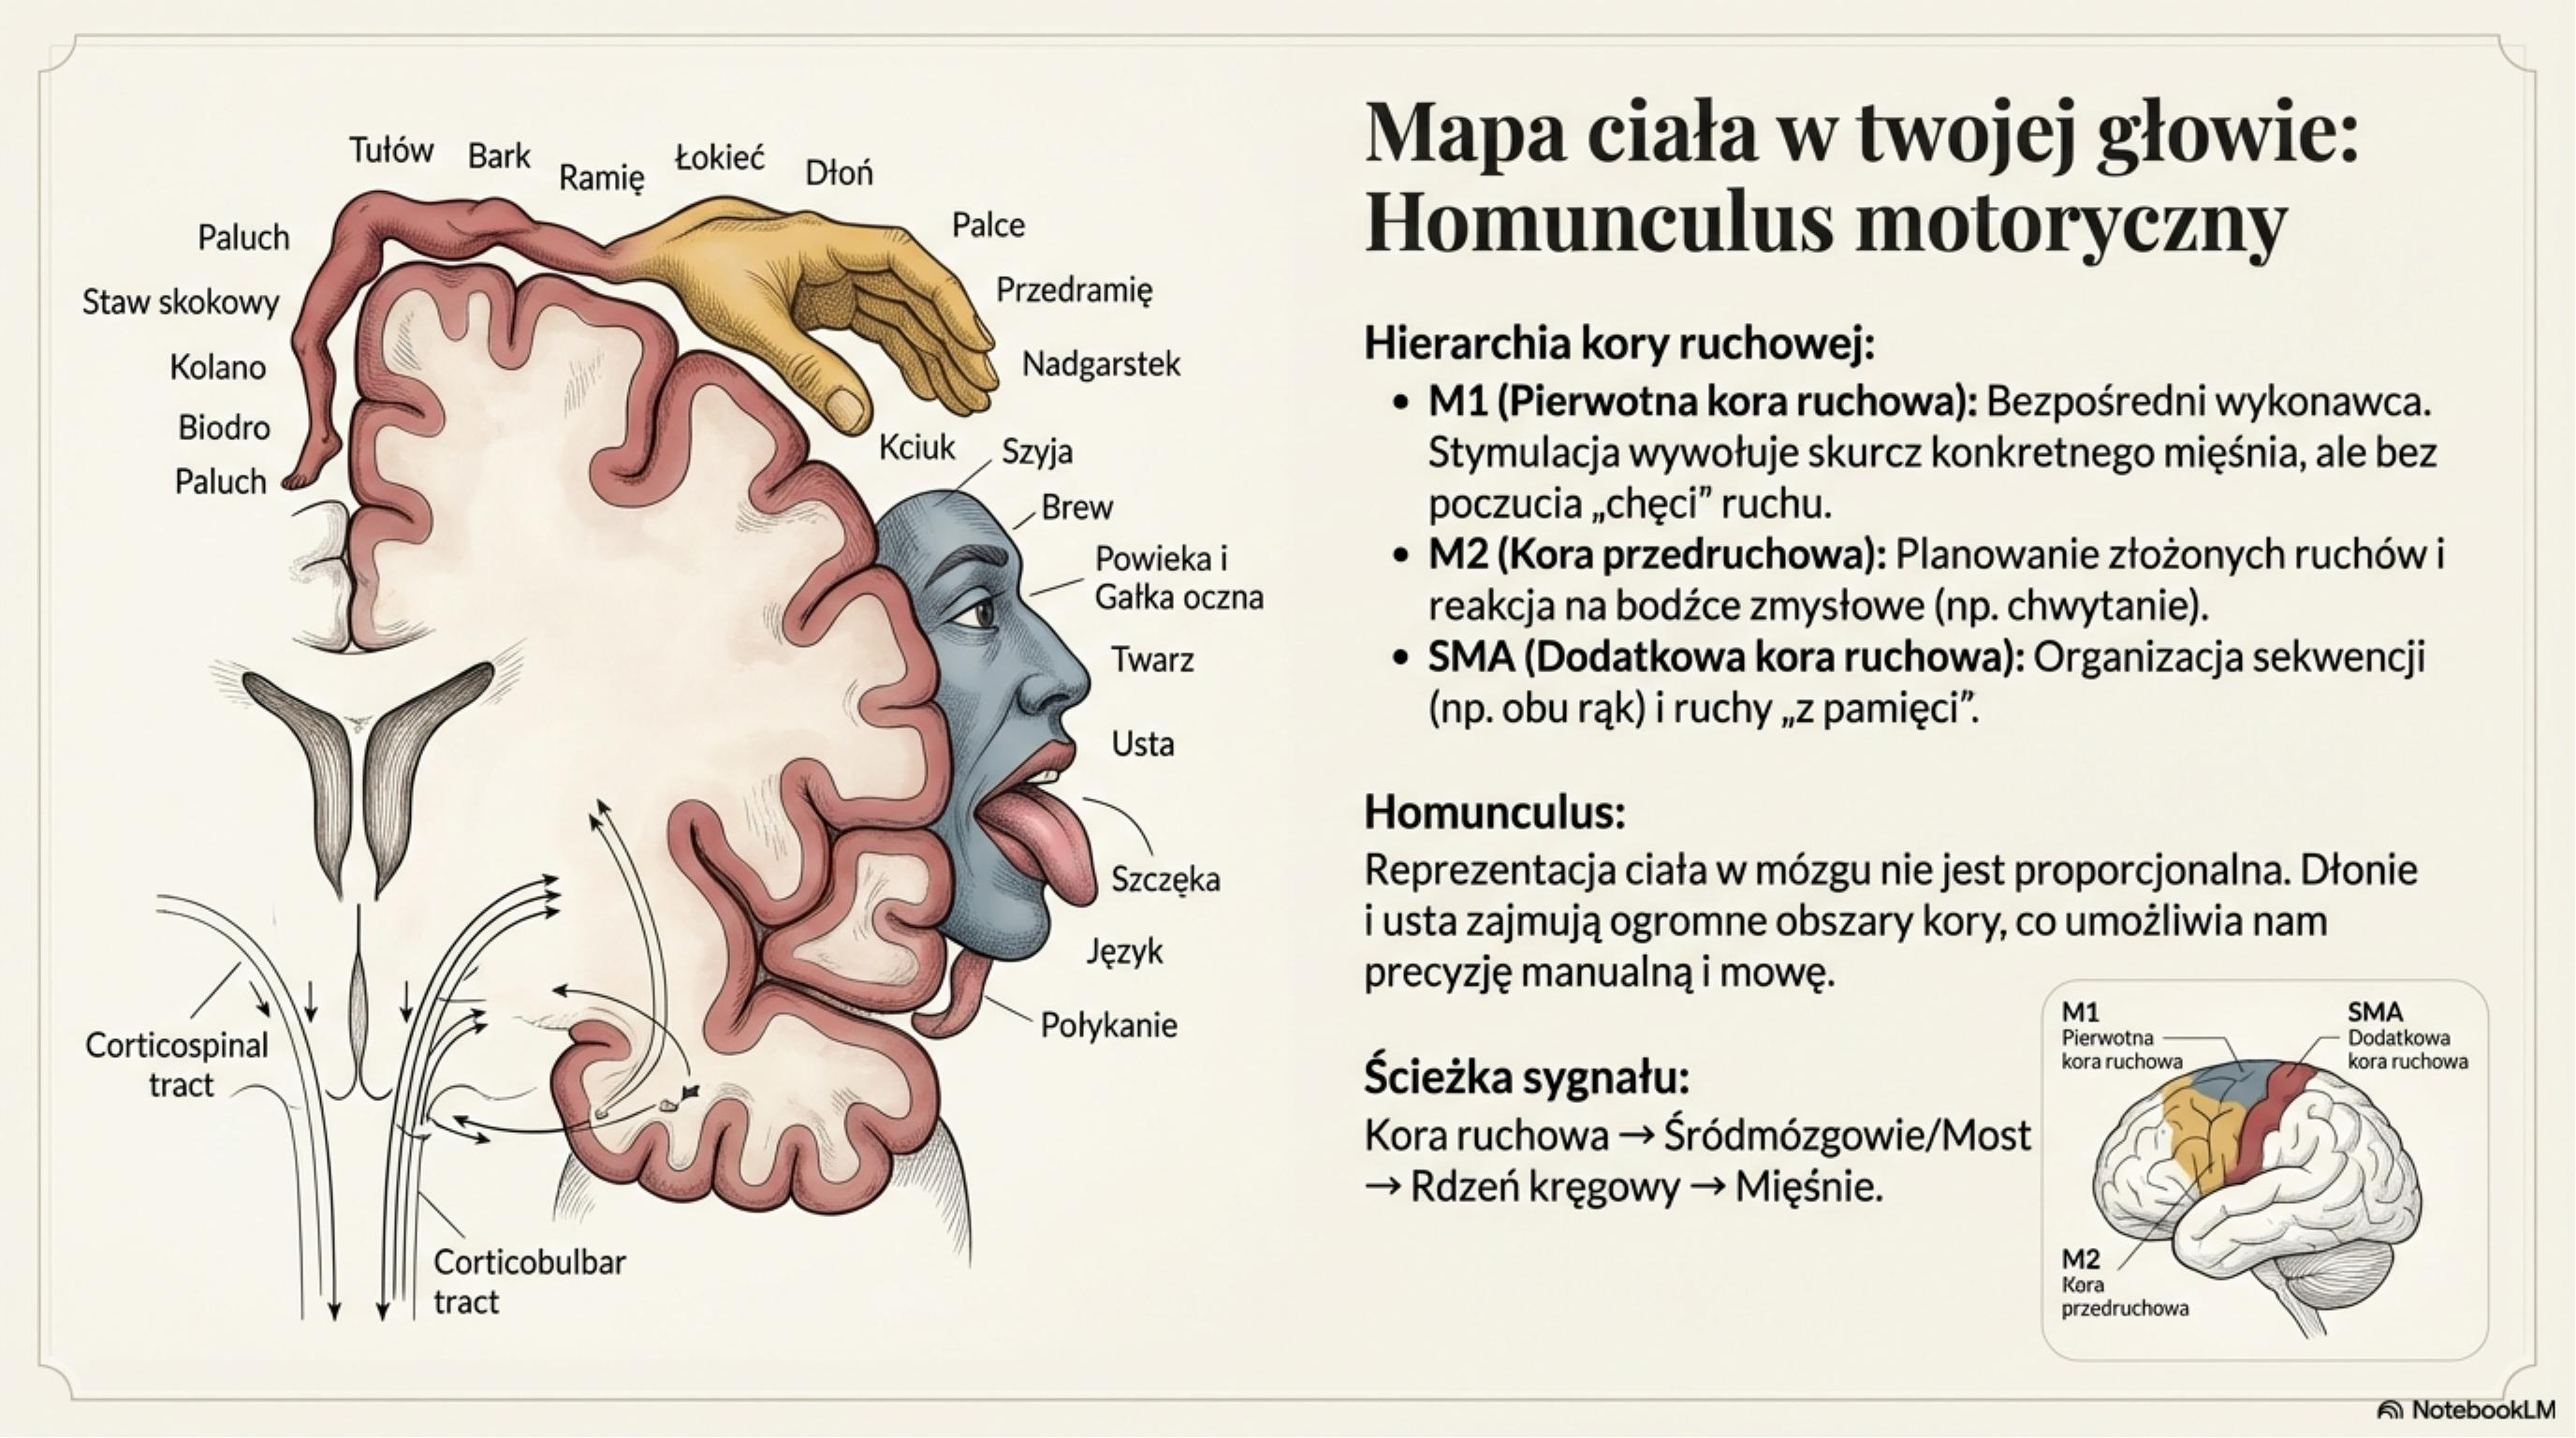 Mapa ciała w twojej głowie:
Homunculus motoryczny
Hierarchia kory ruchowej:
• M1 (Pierwotna kora ruchowa): Bezpośredni wykonawca.
Stymulacja wywołuje skurcz konkretnego mięśnia, ale bez
poczucia „chęci” ruchu.
• M2 (Kora przedruchowa): Planowanie złożonych ruchów i
reakcja na bodźce zmysłowe (np. chwytanie).
• SMA (Dodatkowa kora ruchowa): Organizacja sekwencji
(np. obu rąk) i ruchy „z pamięci”.
Homunculus:
Reprezentacja ciała w mózgu nie jest proporcjonalna. Dłonie
i usta zajmują ogromne obszary kory, co umożliwia nam
precyzję manualną i mowę.
Ścieżka sygnału:
Kora ruchowa → Śródmózgowie/Most
→ Rdzeń kręgowy → Mięśnie.
Tułów
Bark
Ramię
Łokieć
Dłoń
Palce
Przedramię
Nadgarstek
Kciuk
Szyja
Brew
Powieka i
Gałka oczna
Twarz
Usta
Szczęka
Język
Połykanie
Paluch
Staw skokowy
Kolano
Biodro
Paluch
Corticospinal
tract
Corticobulbar
tract
M1
Pierwotna
kora ruchowa
SMA
Dodatkowa
kora ruchowa
M2
Kora
przedruchowa
NotebookLM